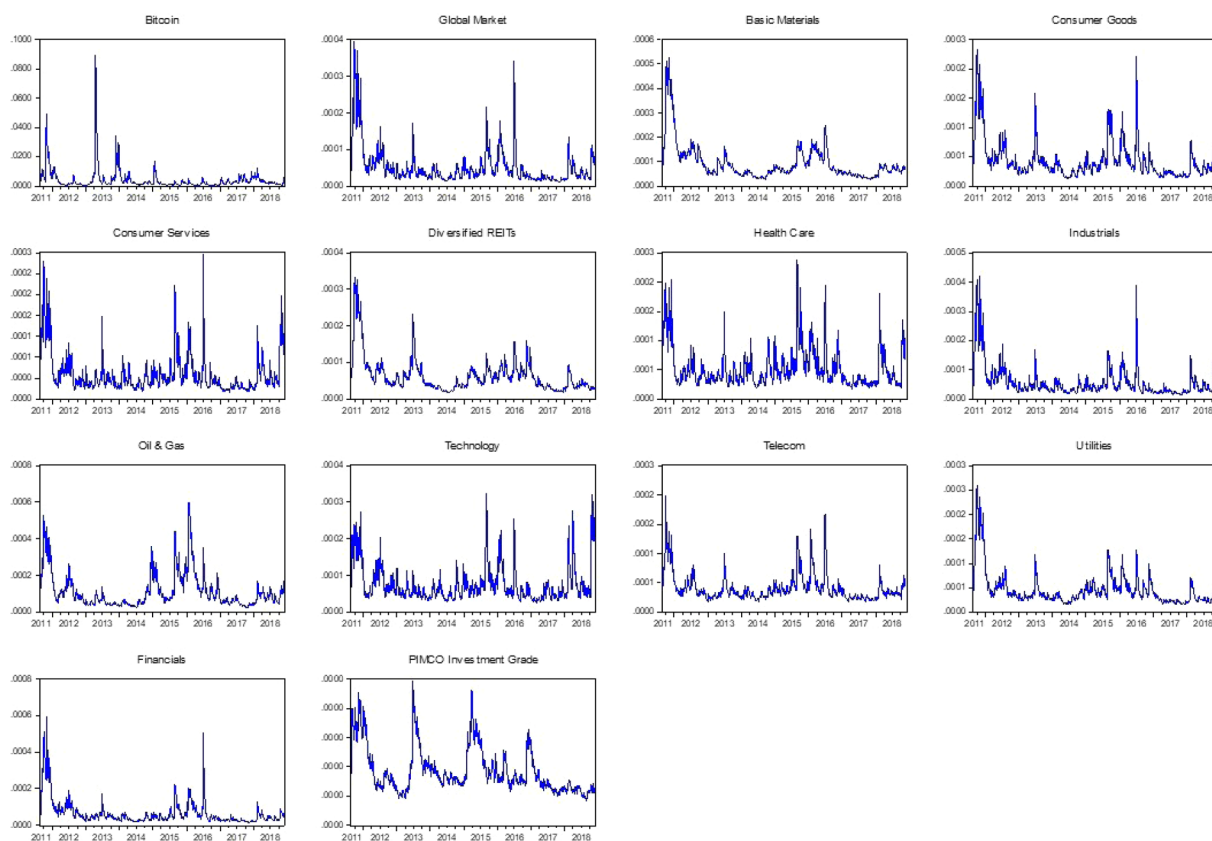 Bitcoin
.1000
.0800
.0600
.0400
.0200
.0000
2011 2012 2013 2014 2015 2016 2017 2018
Global Market
.0004
.0003
.0002
.0001
.0000
2011 2012 2013 2014 2015 2016 2017 2018
Basic Materials
.0006
.0005
.0004
.0003
.0002
.0001
.0000
2011 2012 2013 2014 2015 2016 2017 2018
Consumer Goods
.0003
.0002
.0002
.0001
.0001
.0000
2011 2012 2013 2014 2015 2016 2017 2018
Consumer Services
.0003
.0002
.0002
.0002
.0001
.0001
.0000
.0000
2011 2012 2013 2014 2015 2016 2017 2018
Diversified REITs
.0004
.0003
.0002
.0001
.0000
2011 2012 2013 2014 2015 2016 2017 2018
Health Care
.0003
.0002
.0002
.0001
.0001
.0000
2011 2012 2013 2014 2015 2016 2017 2018
Industrials
.0005
.0004
.0003
.0002
.0001
.0000
2011 2012 2013 2014 2015 2016 2017 2018
Oil & Gas
.0008
.0006
.0004
.0002
.0000
2011 2012 2013 2014 2015 2016 2017 2018
Technology
.0004
.0003
.0002
.0001
.0000
2011 2012 2013 2014 2015 2016 2017 2018
Telecom
.0003
.0002
.0002
.0001
.0001
.0000
2011 2012 2013 2014 2015 2016 2017 2018
Utilities
.0003
.0003
.0002
.0002
.0001
.0001
.0000
2011 2012 2013 2014 2015 2016 2017 2018
Financials
.0008
.0006
.0004
.0002
.0000
2011 2012 2013 2014 2015 2016 2017 2018
PIMCO Investment Grade
.0000
.0000
.0000
.0000
.0000
.0000
2011 2012 2013 2014 2015 2016 2017 2018